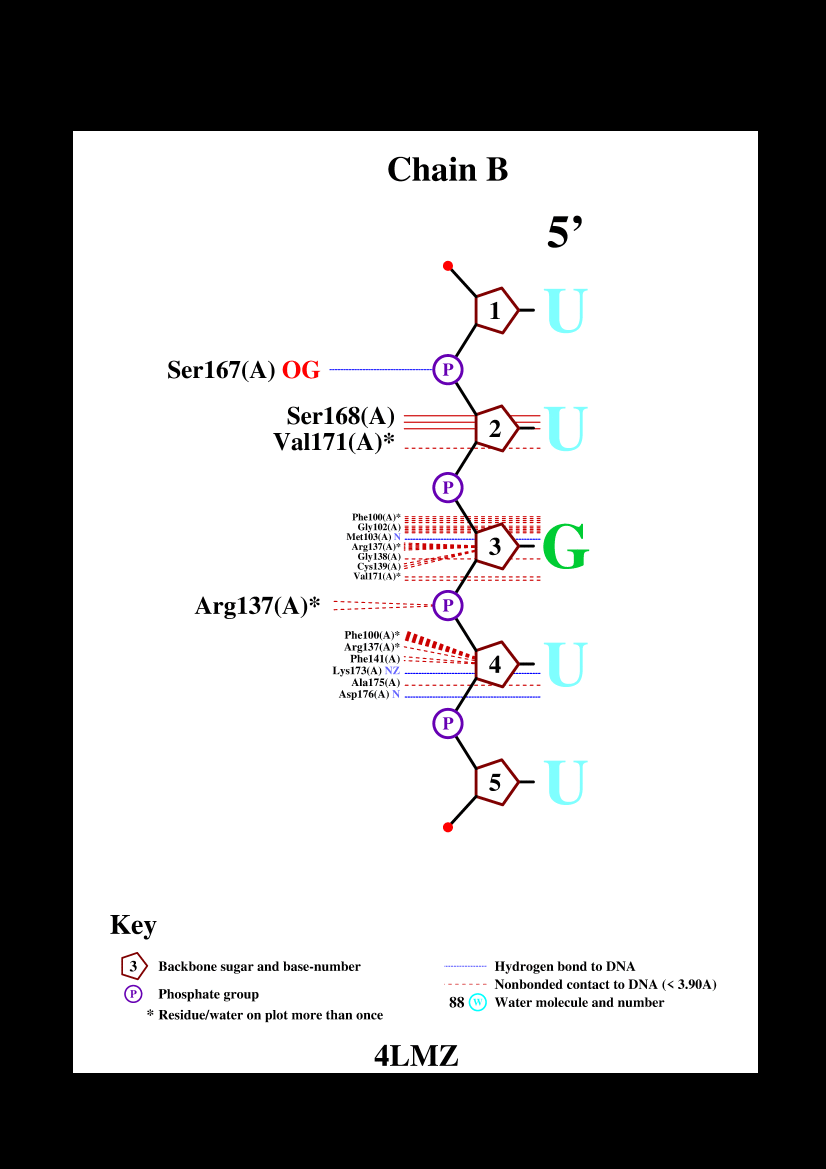 Chain B
5’
1 U
P
Ser167(A) OG
Ser168(A)
2 U
Val171(A)*
P
Phe100(A)*
Gly102(A)
Met103(A) N
3 G
Arg137(A)*
Gly138(A)
Cys139(A)
Val171(A)*
Arg137(A)*
P
Phe100(A)*
Arg137(A)*
Phe141(A)
4 U
Lys173(A) NZ
Ala175(A)
Asp176(A) N
P
5 U
Key
3 Backbone sugar and base-number
P Phosphate group
* Residue/water on plot more than once
Hydrogen bond to DNA
Nonbonded contact to DNA (< 3.90A)
88 W Water molecule and number
4LMZ